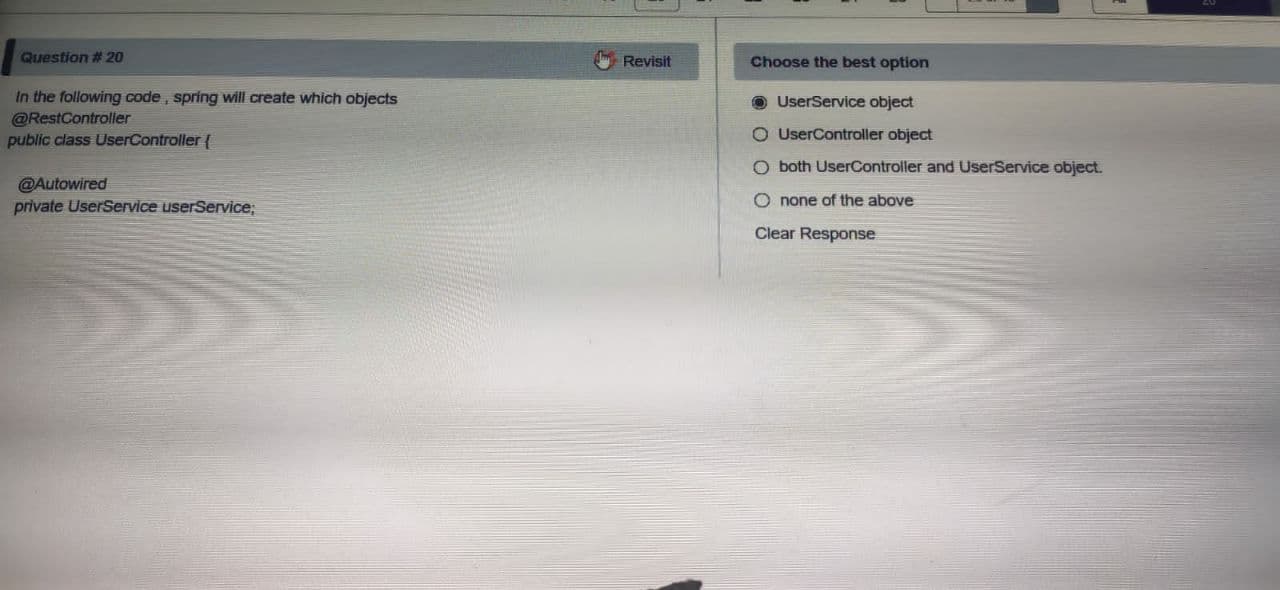 Question # 20
Revisit
In the following code , spring will create which objects
@RestController
public class UserController {
@Autowired
private UserService userService;
Choose the best option
UserService object
UserController object
both UserController and UserService object.
none of the above
Clear Response